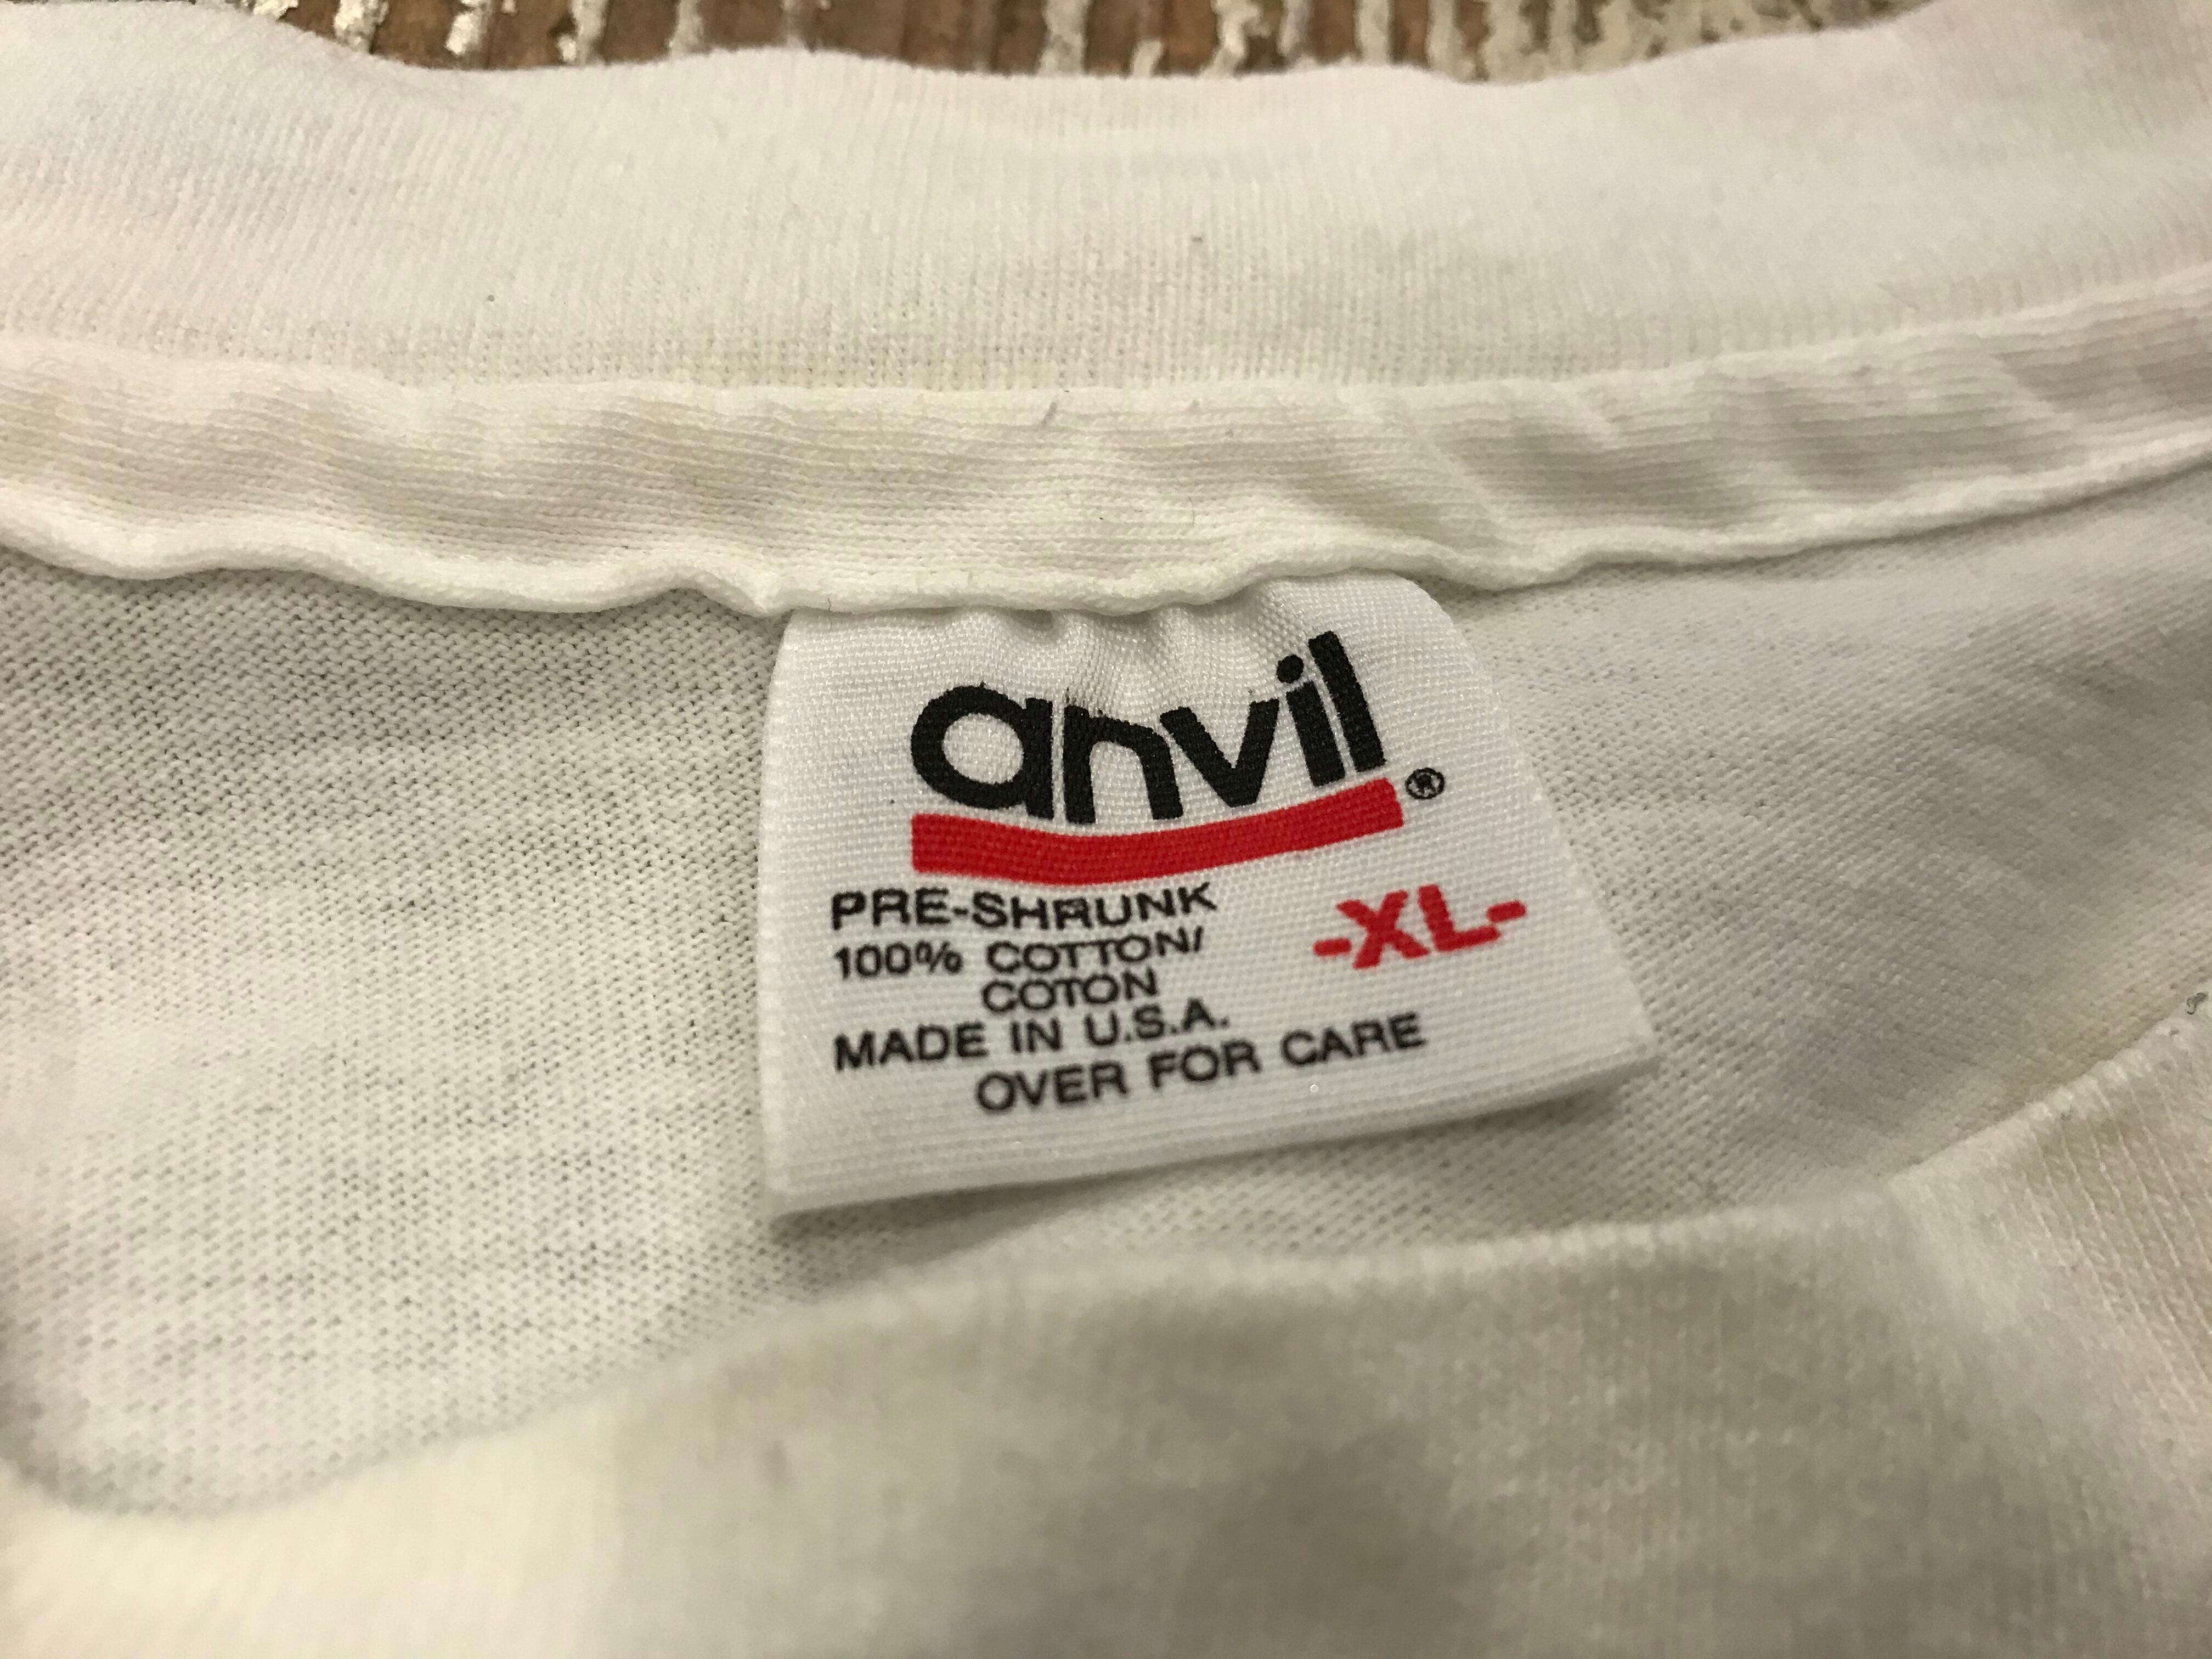 anvil®
PRE-SHRUNK
100% COTTON/
COTON
-XL-
MADE IN U.S.A.
OVER FOR CARE